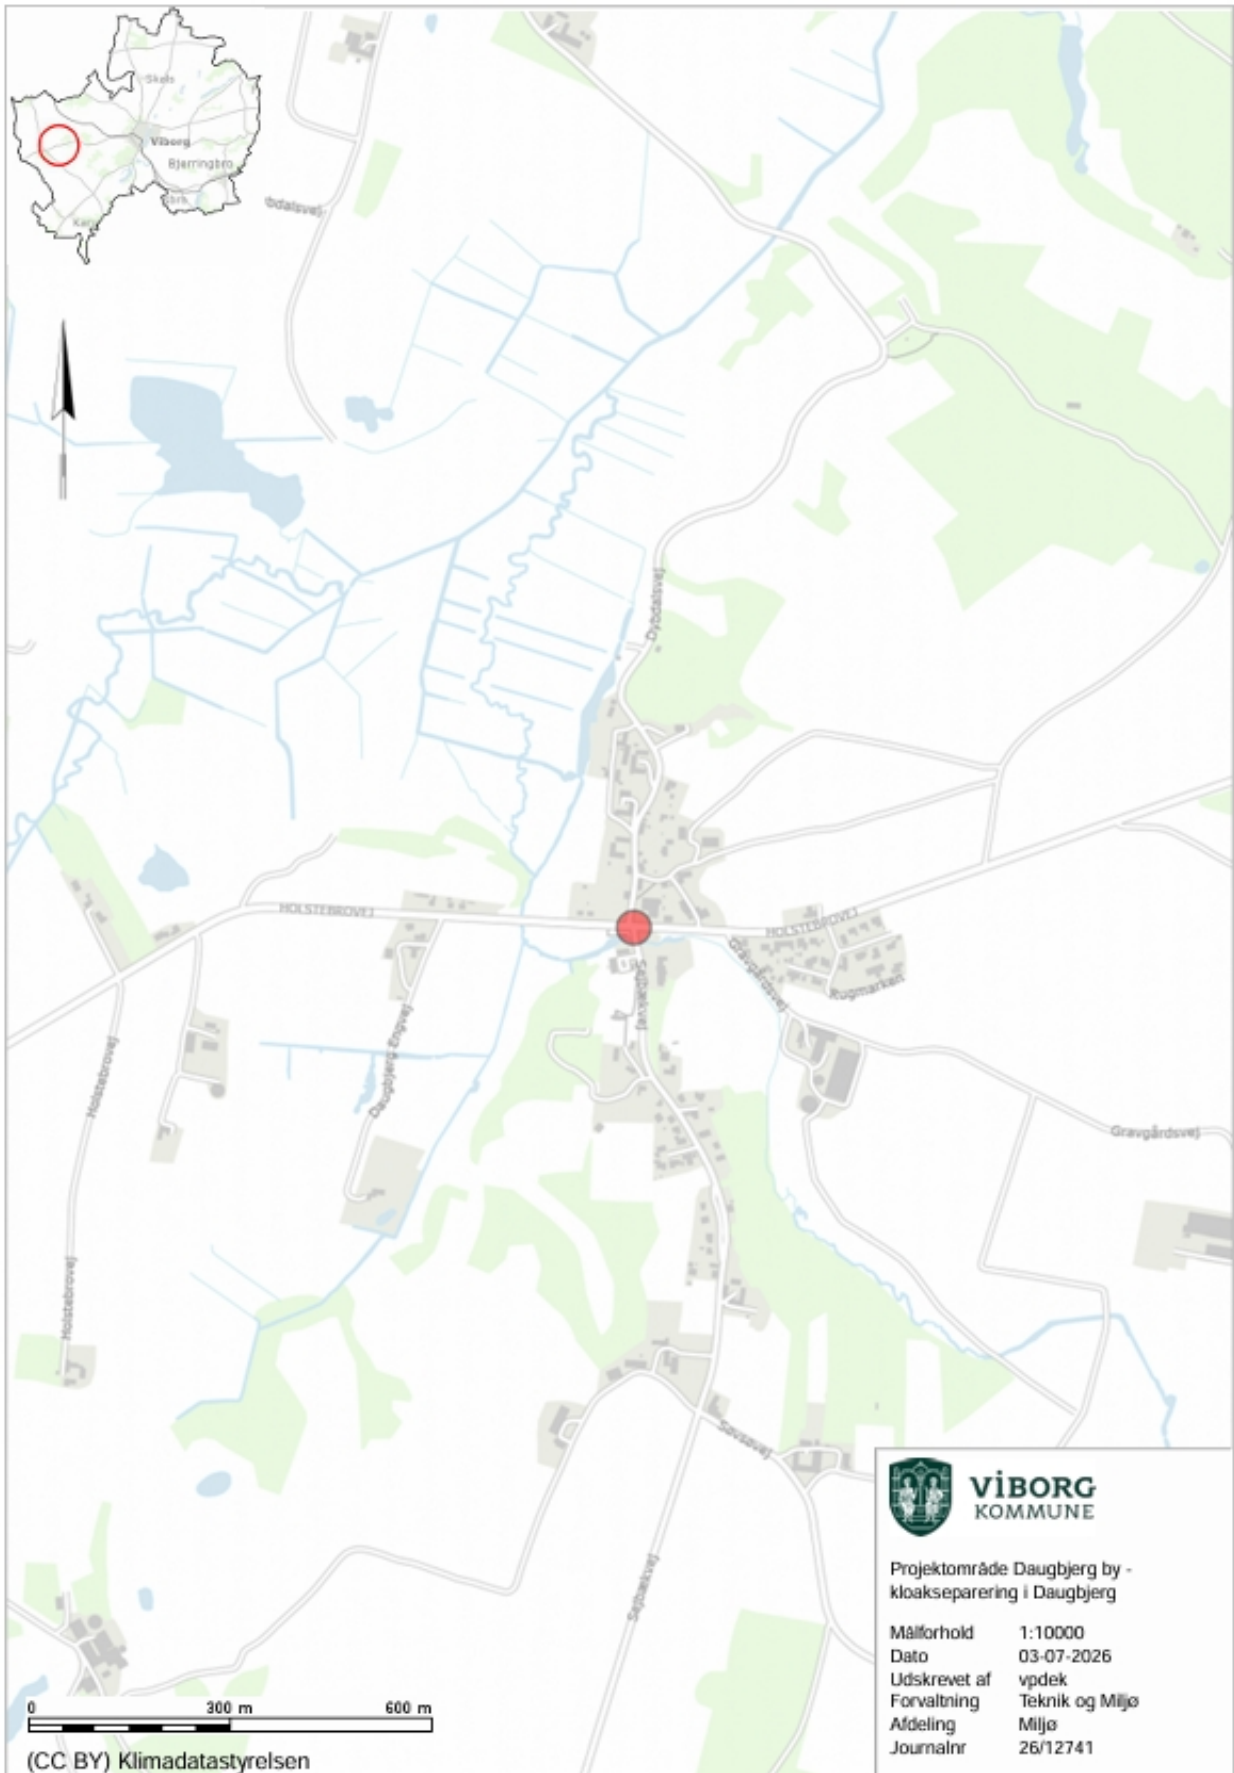 Skals
Viborg
Bjerringbro
Karup
bdalsvej
Dybdalsvej
HOLSTEBROVEJ
HOLSTEBROVEJ
Gravgårdsvej
Rugmarken
Sejbækvej
Daugbjerg Engvej
Holstebrovej
Gravgårdsvej
Holstebrovej
Søvsøvej
Sejbækvej
VIBORG
KOMMUNE
Projektområde Daugbjerg by -
kloakseparering i Daugbjerg
Målforhold 1:10000
Dato 03-07-2026
Udskrevet af vpdek
Forvaltning Teknik og Miljø
Afdeling Miljø
Journalnr 26/12741
0 300 m 600 m
(CC BY) Klimadatastyrelsen